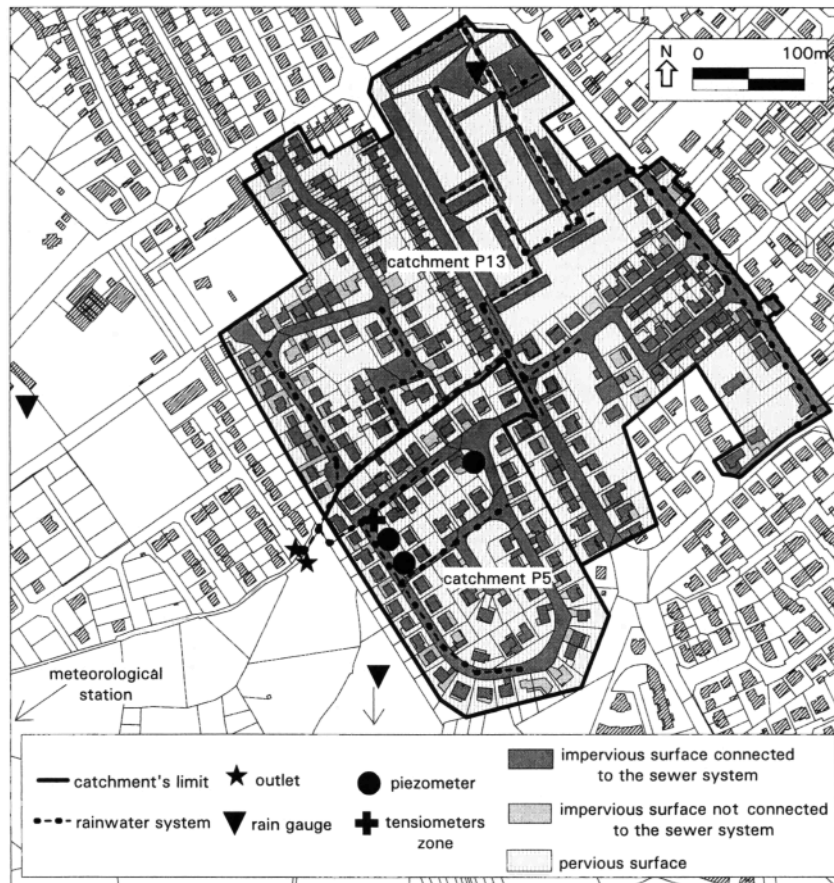 N
0
100m
catchment P13
catchment P5
meteorological
station
catchment's limit
outlet
piezometer
impervious surface connected
to the sewer system
rainwater system
rain gauge
tensiometers
zone
impervious surface not connected
to the sewer system
pervious surface